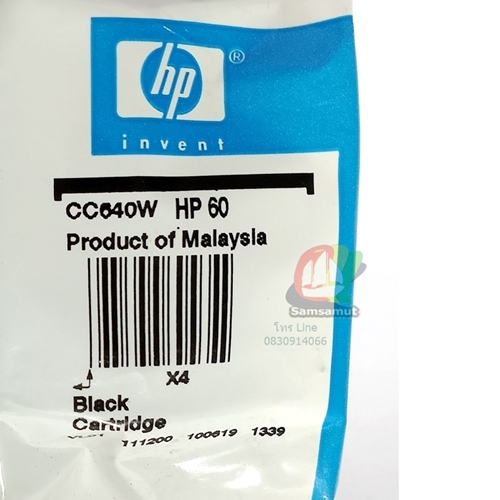 hp ®
invent
CC640W HP 60
Product of Malaysia
X4
Black
Cartridge
111200 100619 1339
Samsamut
โทร Line
0830914066